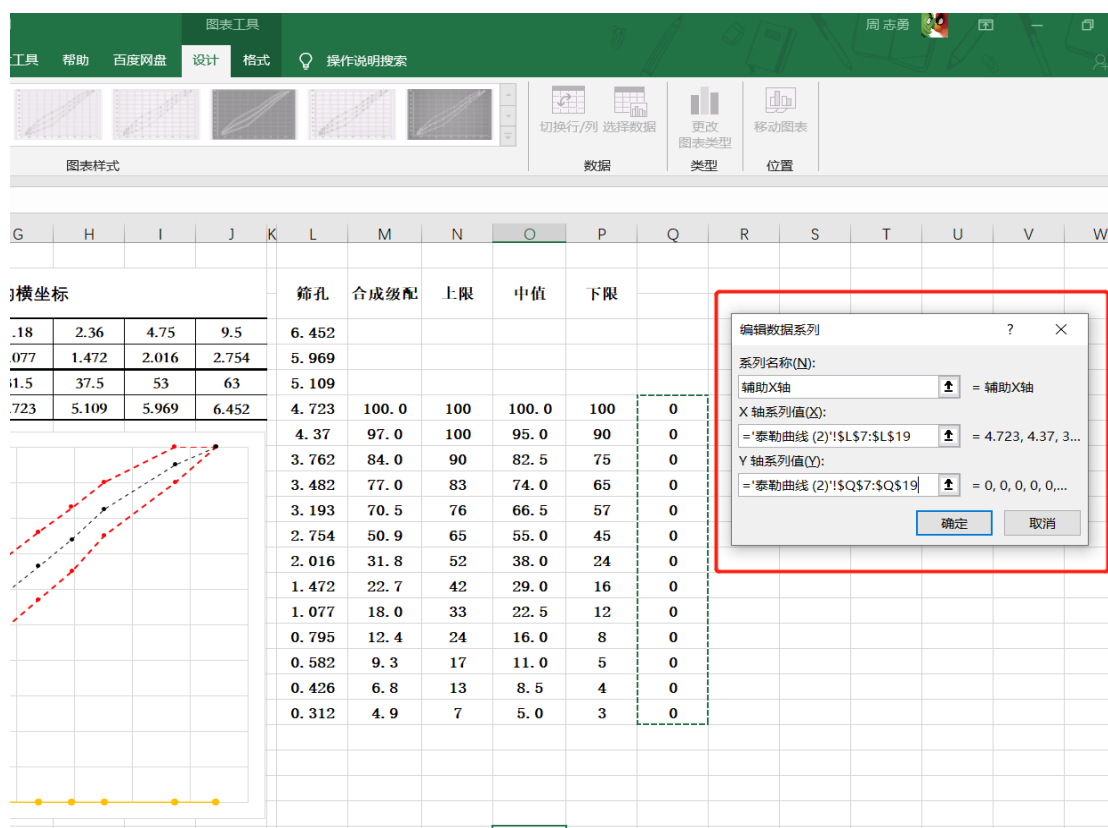 图表工具
周志勇
工具 帮助 百度网盘 设计 格式 操作说明搜索
切换行/列 选择数据 更改 移动图表
图表类型
图表样式 数据 类型 位置
G H I J K L M N O P Q R S T U V W
横坐标 筛孔 合成级配 上限 中值 下限
.18 2.36 4.75 9.5 6.452
.077 1.472 2.016 2.754 5.969
31.5 37.5 53 63 5.109
.723 5.109 5.969 6.452 4.723 100.0 100 100.0 100 0
4.37 97.0 100 95.0 90 0
3.762 84.0 90 82.5 75 0
3.482 77.0 83 74.0 65 0
3.193 70.5 76 66.5 57 0
2.754 50.9 65 55.0 45 0
2.016 31.8 52 38.0 24 0
1.472 22.7 42 29.0 16 0
1.077 18.0 33 22.5 12 0
0.795 12.4 24 16.0 8 0
0.582 9.3 17 11.0 5 0
0.426 6.8 13 8.5 4 0
0.312 4.9 7 5.0 3 0
编辑数据系列 ? ×
系列名称(N):
辅助X轴 = 辅助X轴
X 轴系列值(X):
='泰勒曲线 (2)'!$L$7:$L$19 = 4.723, 4.37, 3...
Y 轴系列值(Y):
='泰勒曲线 (2)'!$Q$7:$Q$19 = 0, 0, 0, 0, 0,...
确定 取消